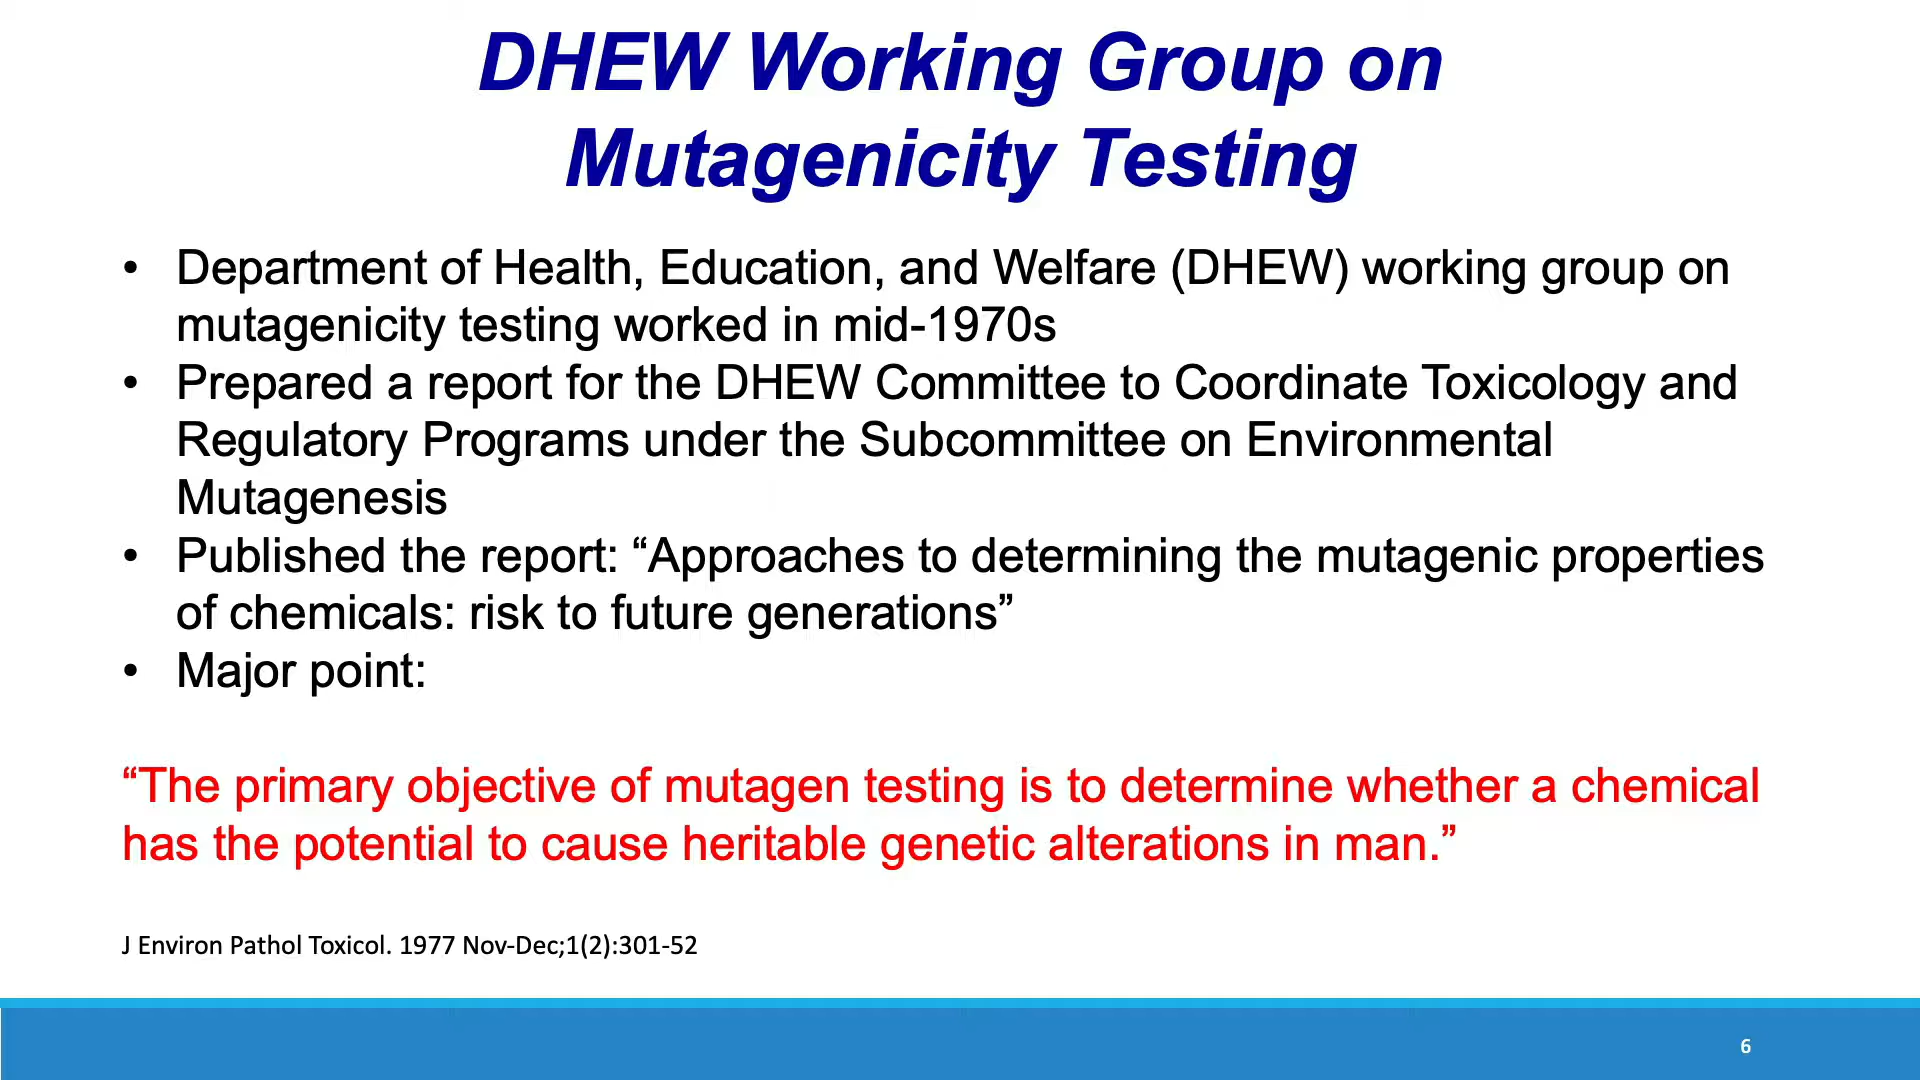 DHEW Working Group on
Mutagenicity Testing
• Department of Health, Education, and Welfare (DHEW) working group on
mutagenicity testing worked in mid-1970s
• Prepared a report for the DHEW Committee to Coordinate Toxicology and
Regulatory Programs under the Subcommittee on Environmental
Mutagenesis
• Published the report: “Approaches to determining the mutagenic properties
of chemicals: risk to future generations”
• Major point:
“The primary objective of mutagen testing is to determine whether a chemical
has the potential to cause heritable genetic alterations in man.”
J Environ Pathol Toxicol. 1977 Nov-Dec;1(2):301-52
6